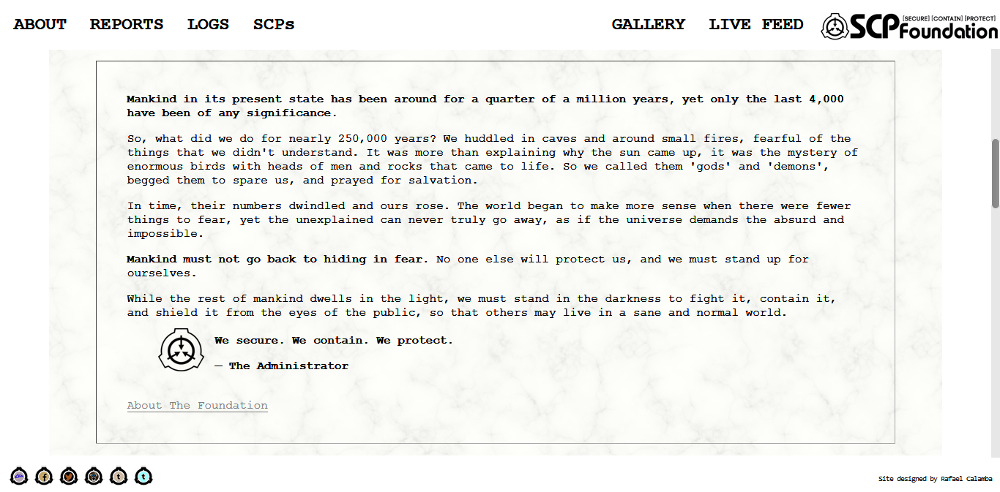 ABOUT REPORTS LOGS SCPs GALLERY LIVE FEED
[SECURE] [CONTAIN] [PROTECT]
SCP Foundation
Mankind in its present state has been around for a quarter of a million years, yet only the last 4,000
have been of any significance.
So, what did we do for nearly 250,000 years? We huddled in caves and around small fires, fearful of the
things that we didn't understand. It was more than explaining why the sun came up, it was the mystery of
enormous birds with heads of men and rocks that came to life. So we called them 'gods' and 'demons',
begged them to spare us, and prayed for salvation.
In time, their numbers dwindled and ours rose. The world began to make more sense when there were fewer
things to fear, yet the unexplained can never truly go away, as if the universe demands the absurd and
impossible.
Mankind must not go back to hiding in fear. No one else will protect us, and we must stand up for
ourselves.
While the rest of mankind dwells in the light, we must stand in the darkness to fight it, contain it,
and shield it from the eyes of the public, so that others may live in a sane and normal world.
We secure. We contain. We protect.
— The Administrator
About The Foundation
f t t
Site designed by Rafael Calamba